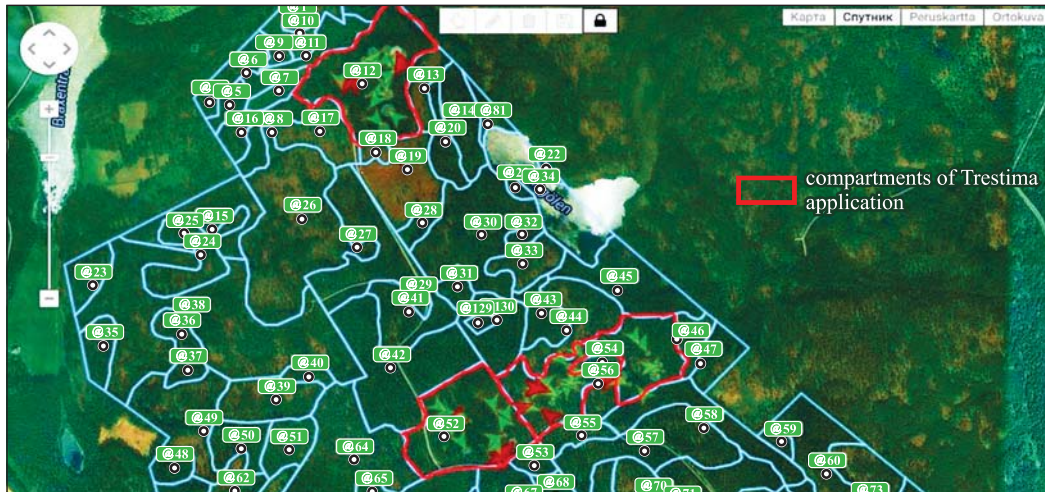 @1
@10
Карта Спутник Peruskartta Ortokuva
@9 @11
@6
@7 @12 @13
@5
@14 @81
@16 @8 @17 @20
@18
@19 @22
@34
compartments of Trestima
application
@15 @26 @28
@25 @30 @32
@24 @27 @33
@23 @31 @45
@29
@38 @41 @129 130 @43
@36 @44 @46
@35 @54 @47
@37 @40 @42 @56
@39
@49 @52 @55 @58
@50 @51 @57 @59
@48 @64 @53 @60
@62 @65 @68
@67 @70 @71 @73